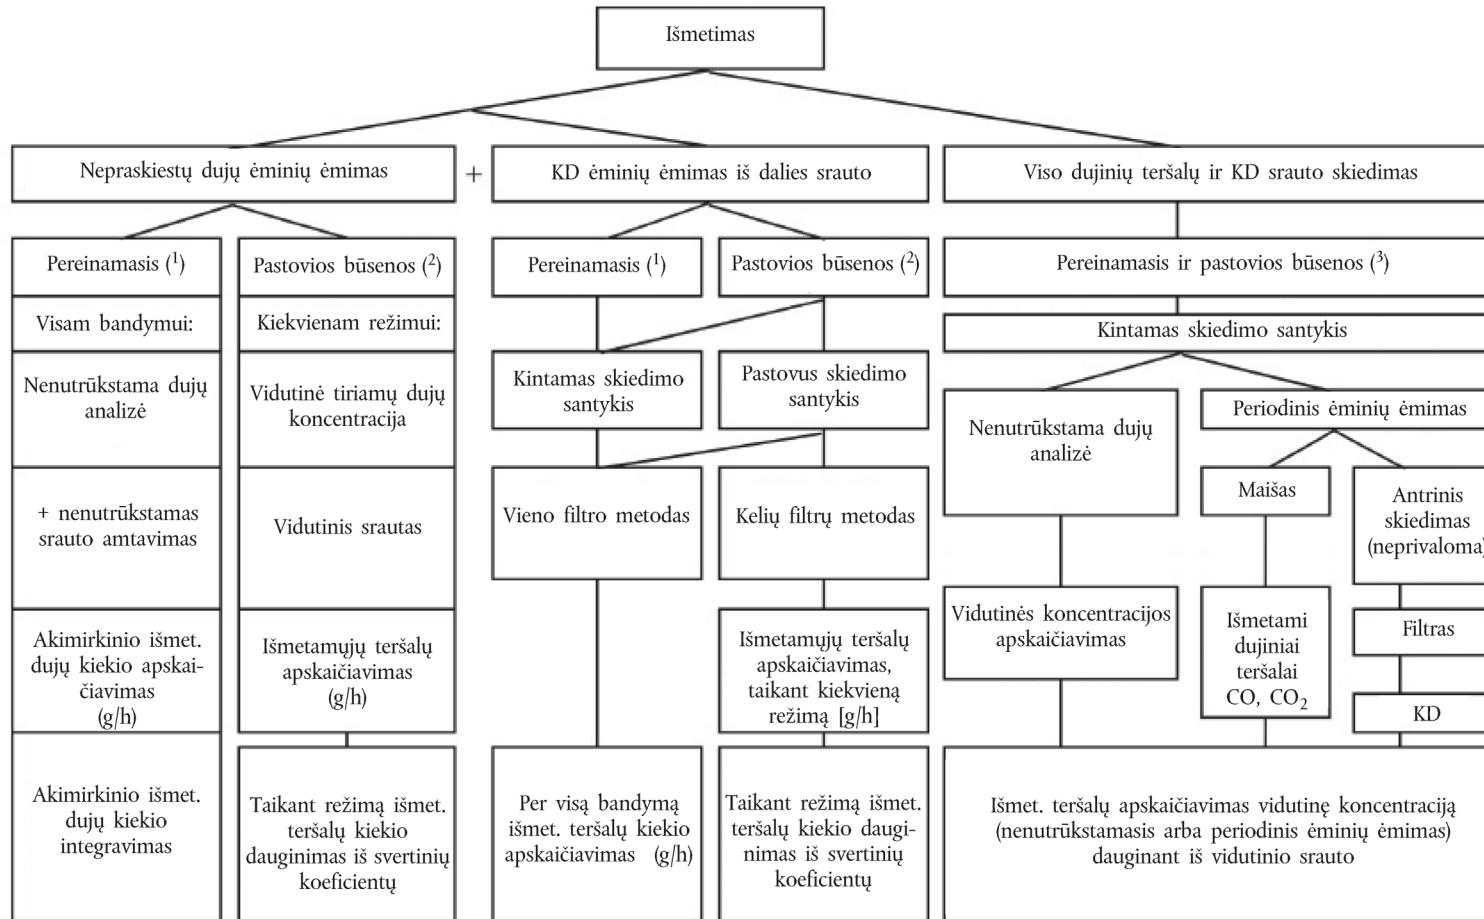 Išmetimas
Nepraskiestų dujų ėminių ėmimas
+
KD ėminių ėmimas iš dalies srauto
Viso dujinių teršalų ir KD srauto skiedimas
Pereinamasis (1)
Pastovios būsenos (2)
Pereinamasis (1)
Pastovios būsenos (2)
Pereinamasis ir pastovios būsenos (3)
Visam bandymui:
Kiekvienam režimui:
Kintamas skiedimo santykis
Nenutrūkstama dujų
analizė
Vidutinė tiriamų dujų
koncentracija
Kintamas skiedimo
santykis
Pastovus skiedimo
santykis
Nenutrūkstama dujų
analizė
Periodinis ėminių ėmimas
+ nenutrūkstamas
srauto amtavimas
Vidutinis srautas
Vieno filtro metodas
Kelių filtrų metodas
Maišas
Antrinis
skiedimas
(neprivaloma)
Akimirkinio išmet.
dujų kiekio apskai-
čiavimas
(g/h)
Išmetamųjų teršalų
apskaičiavimas
(g/h)
Išmetamųjų teršalų
apskaičiavimas,
taikant kiekvieną
režimą [g/h]
Vidutinės koncentracijos
apskaičiavimas
Išmetami
dujiniai
teršalai
CO, CO2
Filtras
KD
Akimirkinio išmet.
dujų kiekio
integravimas
Taikant režimą išmet.
teršalų kiekio
dauginimas iš svertinių
koeficientų
Per visą bandymą
išmet. teršalų kiekio
apskaičiavimas (g/h)
Taikant režimą išmet.
teršalų kiekio daugi-
nimas iš svertinių
koeficientų
Išmet. teršalų apskaičiavimas vidutinę koncentraciją
(nenutrūkstamasis arba periodinis ėminių ėmimas)
dauginant iš vidutinio srauto